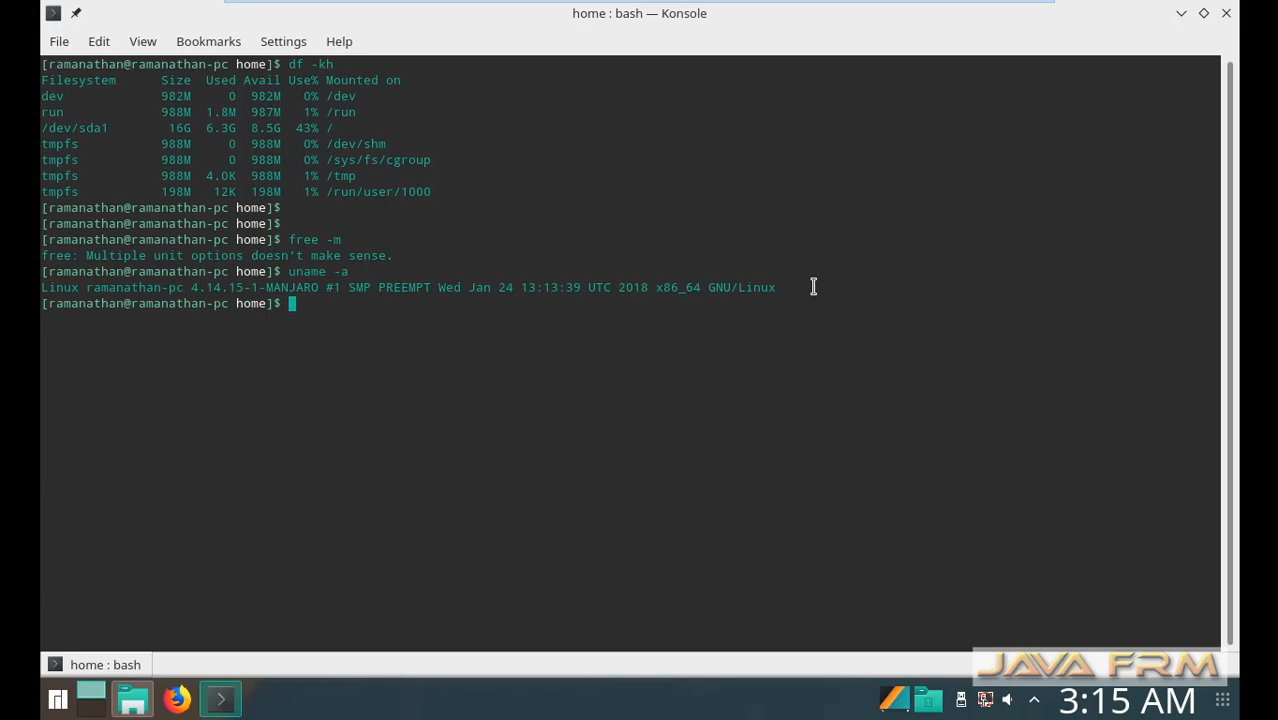 home : bash — Konsole
File Edit View Bookmarks Settings Help
[ramanathan@ramanathan-pc home]$ df -kh
Filesystem Size Used Avail Use% Mounted on
dev 982M 0 982M 0% /dev
run 988M 1.8M 987M 1% /run
/dev/sda1 16G 6.3G 8.5G 43% /
tmpfs 988M 0 988M 0% /dev/shm
tmpfs 988M 0 988M 0% /sys/fs/cgroup
tmpfs 988M 4.0K 988M 1% /tmp
tmpfs 198M 12K 198M 1% /run/user/1000
[ramanathan@ramanathan-pc home]$
[ramanathan@ramanathan-pc home]$
[ramanathan@ramanathan-pc home]$ free -m
free: Multiple unit options doesn't make sense.
[ramanathan@ramanathan-pc home]$ uname -a
Linux ramanathan-pc 4.14.15-1-MANJARO #1 SMP PREEMPT Wed Jan 24 13:13:39 UTC 2018 x86_64 GNU/Linux
[ramanathan@ramanathan-pc home]$
home : bash
JAVA FRM
3:15 AM